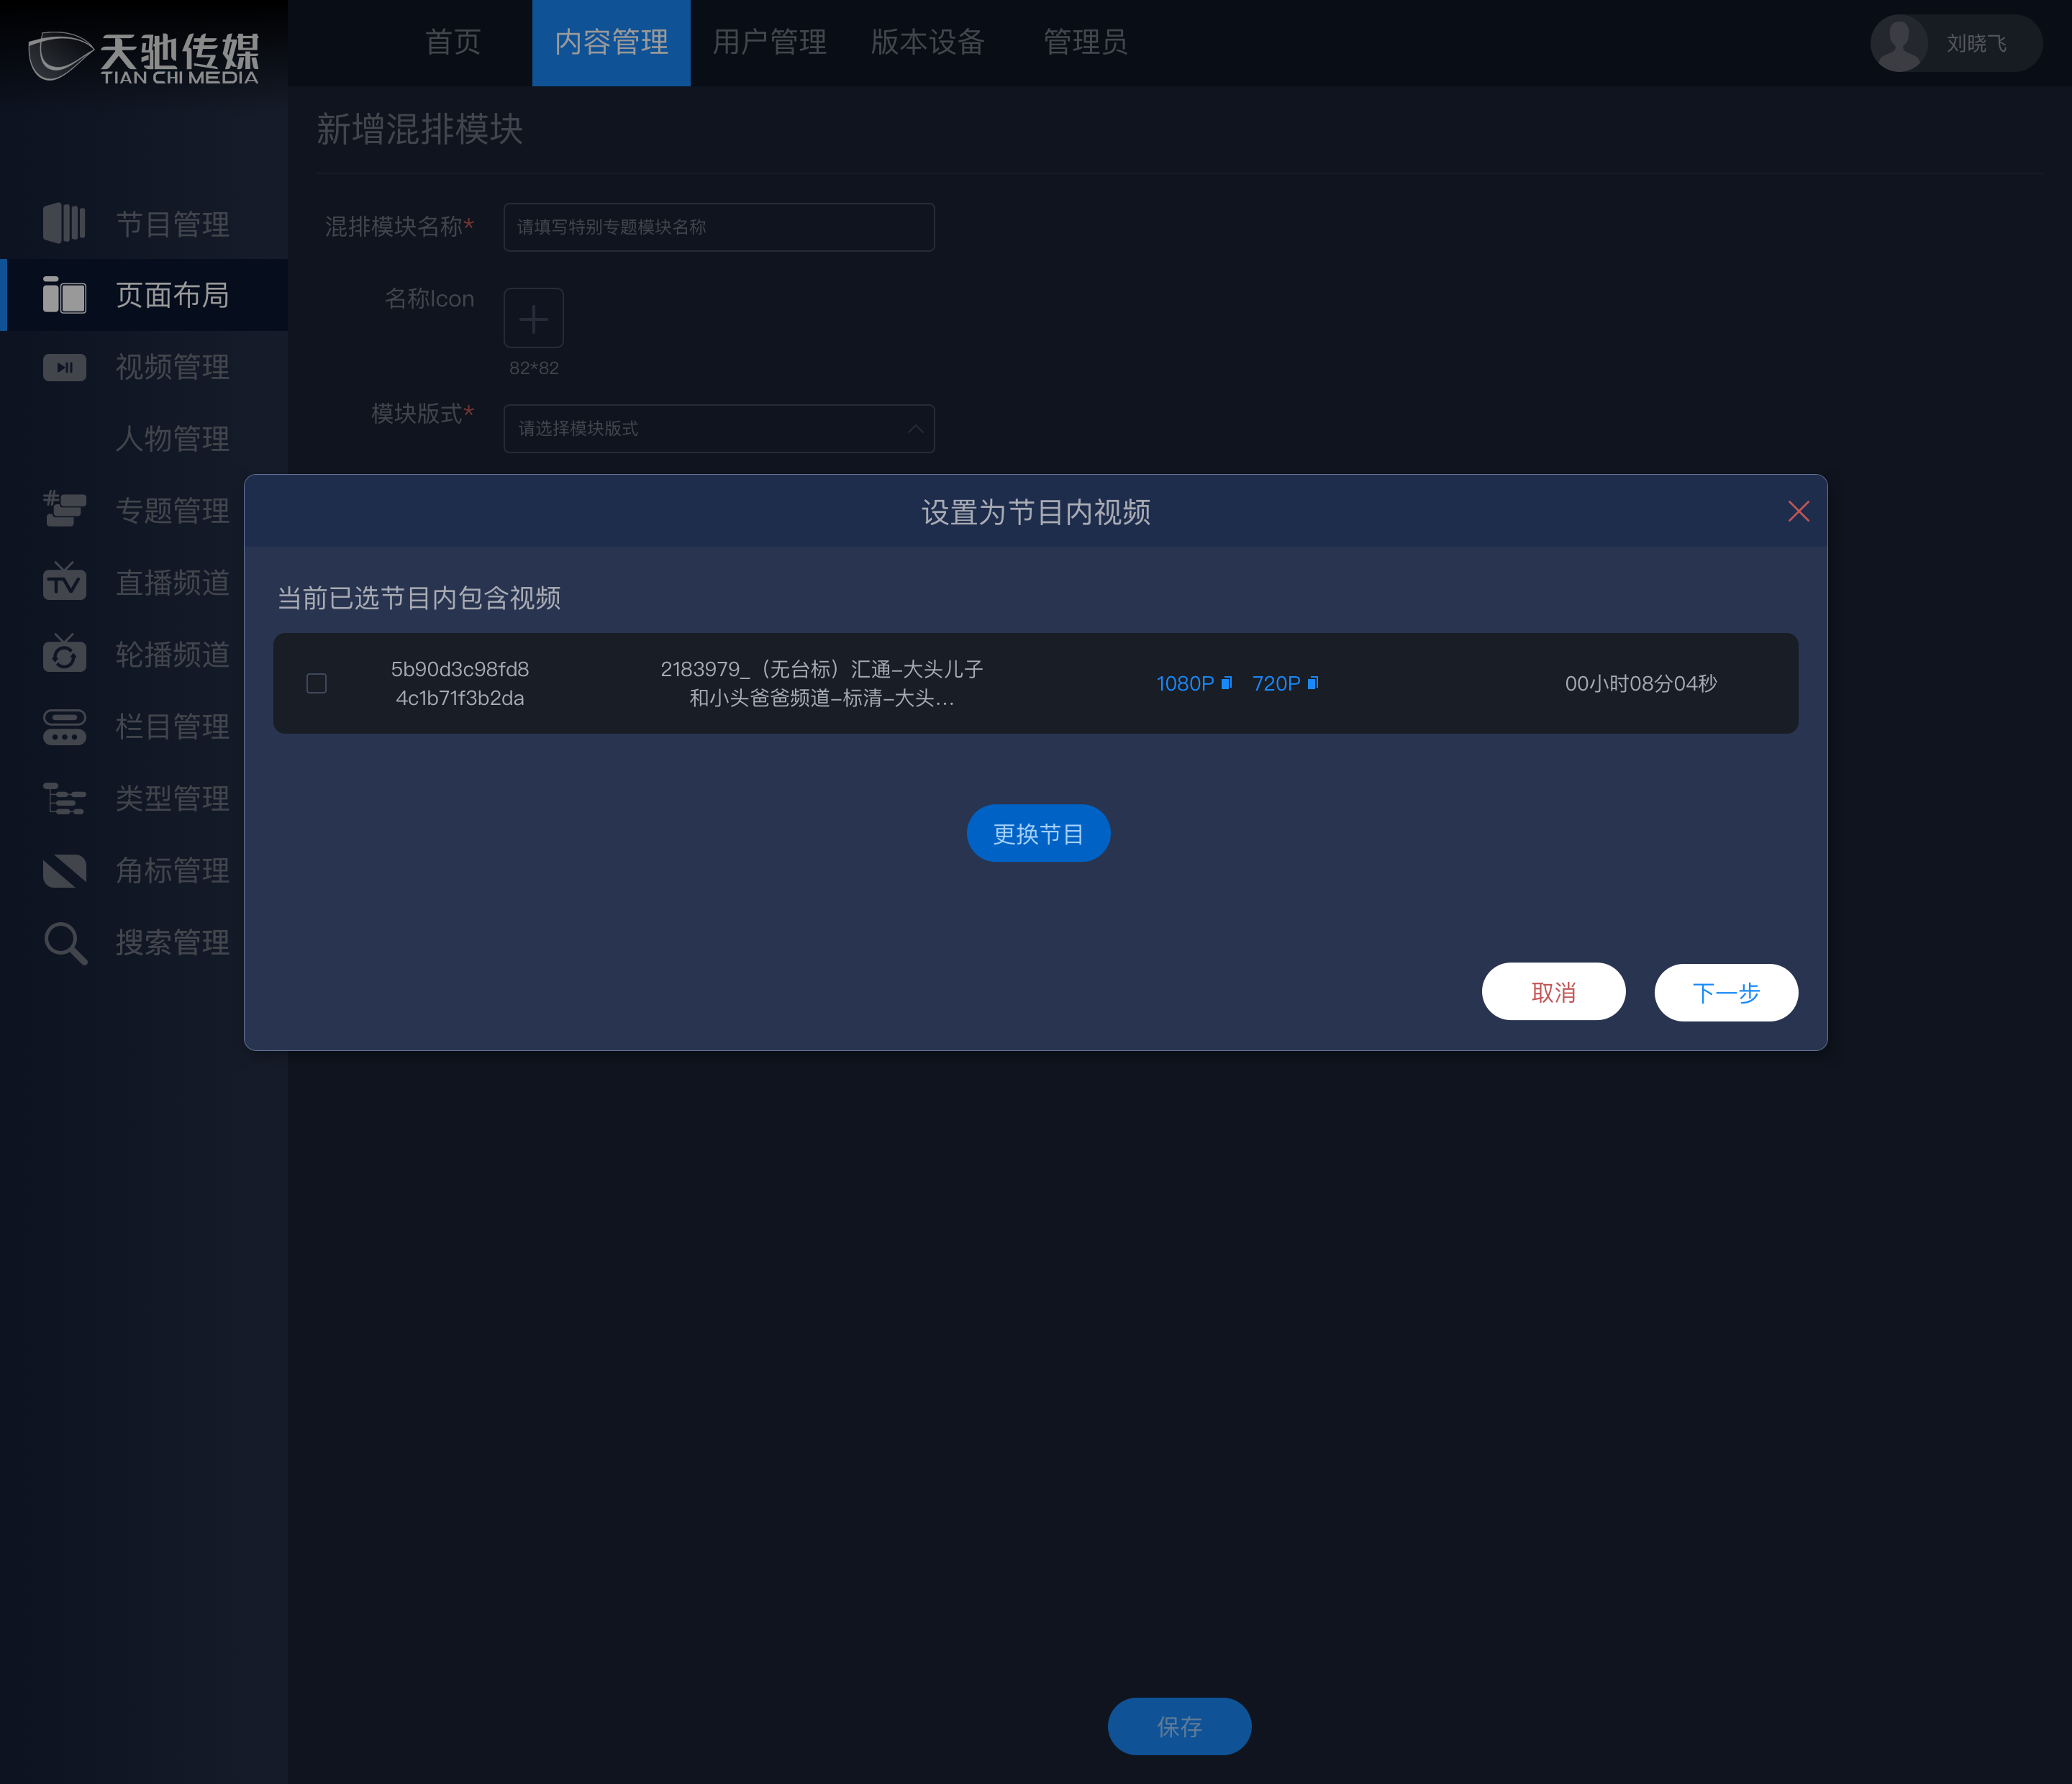 天驰传媒
TIAN CHI MEDIA
首页
内容管理
用户管理
版本设备
管理员
刘晓飞
节目管理
页面布局
视频管理
人物管理
专题管理
TV
直播频道
轮播频道
栏目管理
类型管理
角标管理
搜索管理
新增混排模块
混排模块名称*
请填写特别专题模块名称
名称Icon
82*82
模块版式*
请选择模块版式
设置为节目内视频
当前已选节目内包含视频
5b90d3c98fd8
4c1b71f3b2da
2183979_（无台标）汇通-大头儿子
和小头爸爸频道-标清-大头...
1080P
720P
00小时08分04秒
更换节目
取消
下一步
保存